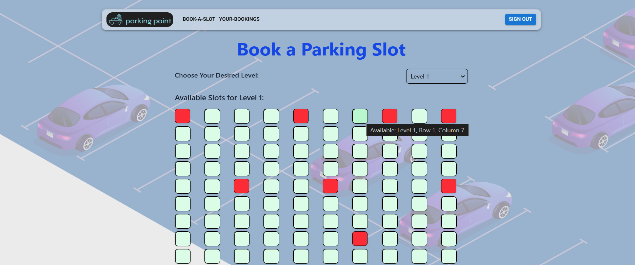 parking point
BOOK-A-SLOT YOUR-BOOKINGS
SIGN OUT
Book a Parking Slot
Choose Your Desired Level:
Level 1
Available Slots for Level 1:
Available: Level 1, Row 1, Column 7